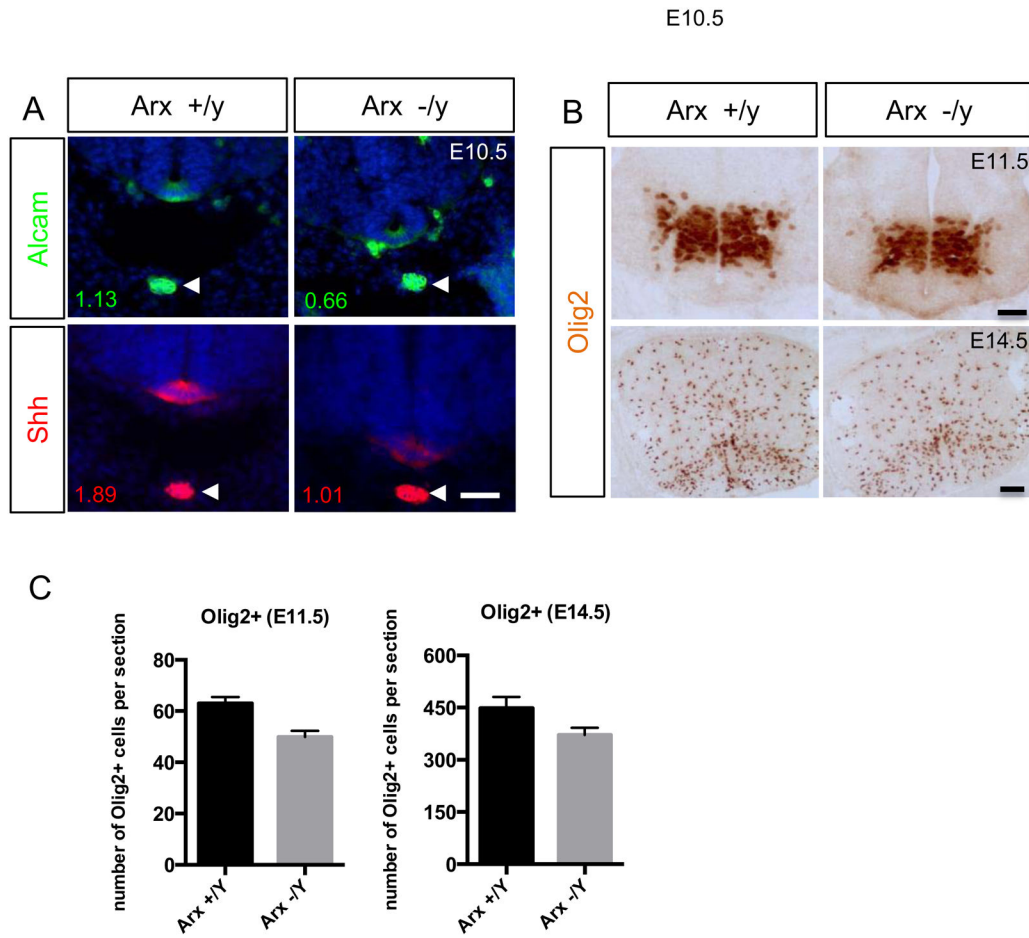 E10.5
A
Arx +/y
Arx -/y
Alcam
E10.5
1.13
0.66
Shh
1.89
1.01
B
Arx +/y
Arx -/y
Olig2
E11.5
E14.5
C
Olig2+ (E11.5)
number of Olig2+ cells per section
80
60
40
20
0
Arx +/Y
Arx -/Y
Olig2+ (E14.5)
number of Olig2+ cells per section
600
450
300
150
0
Arx +/Y
Arx -/Y